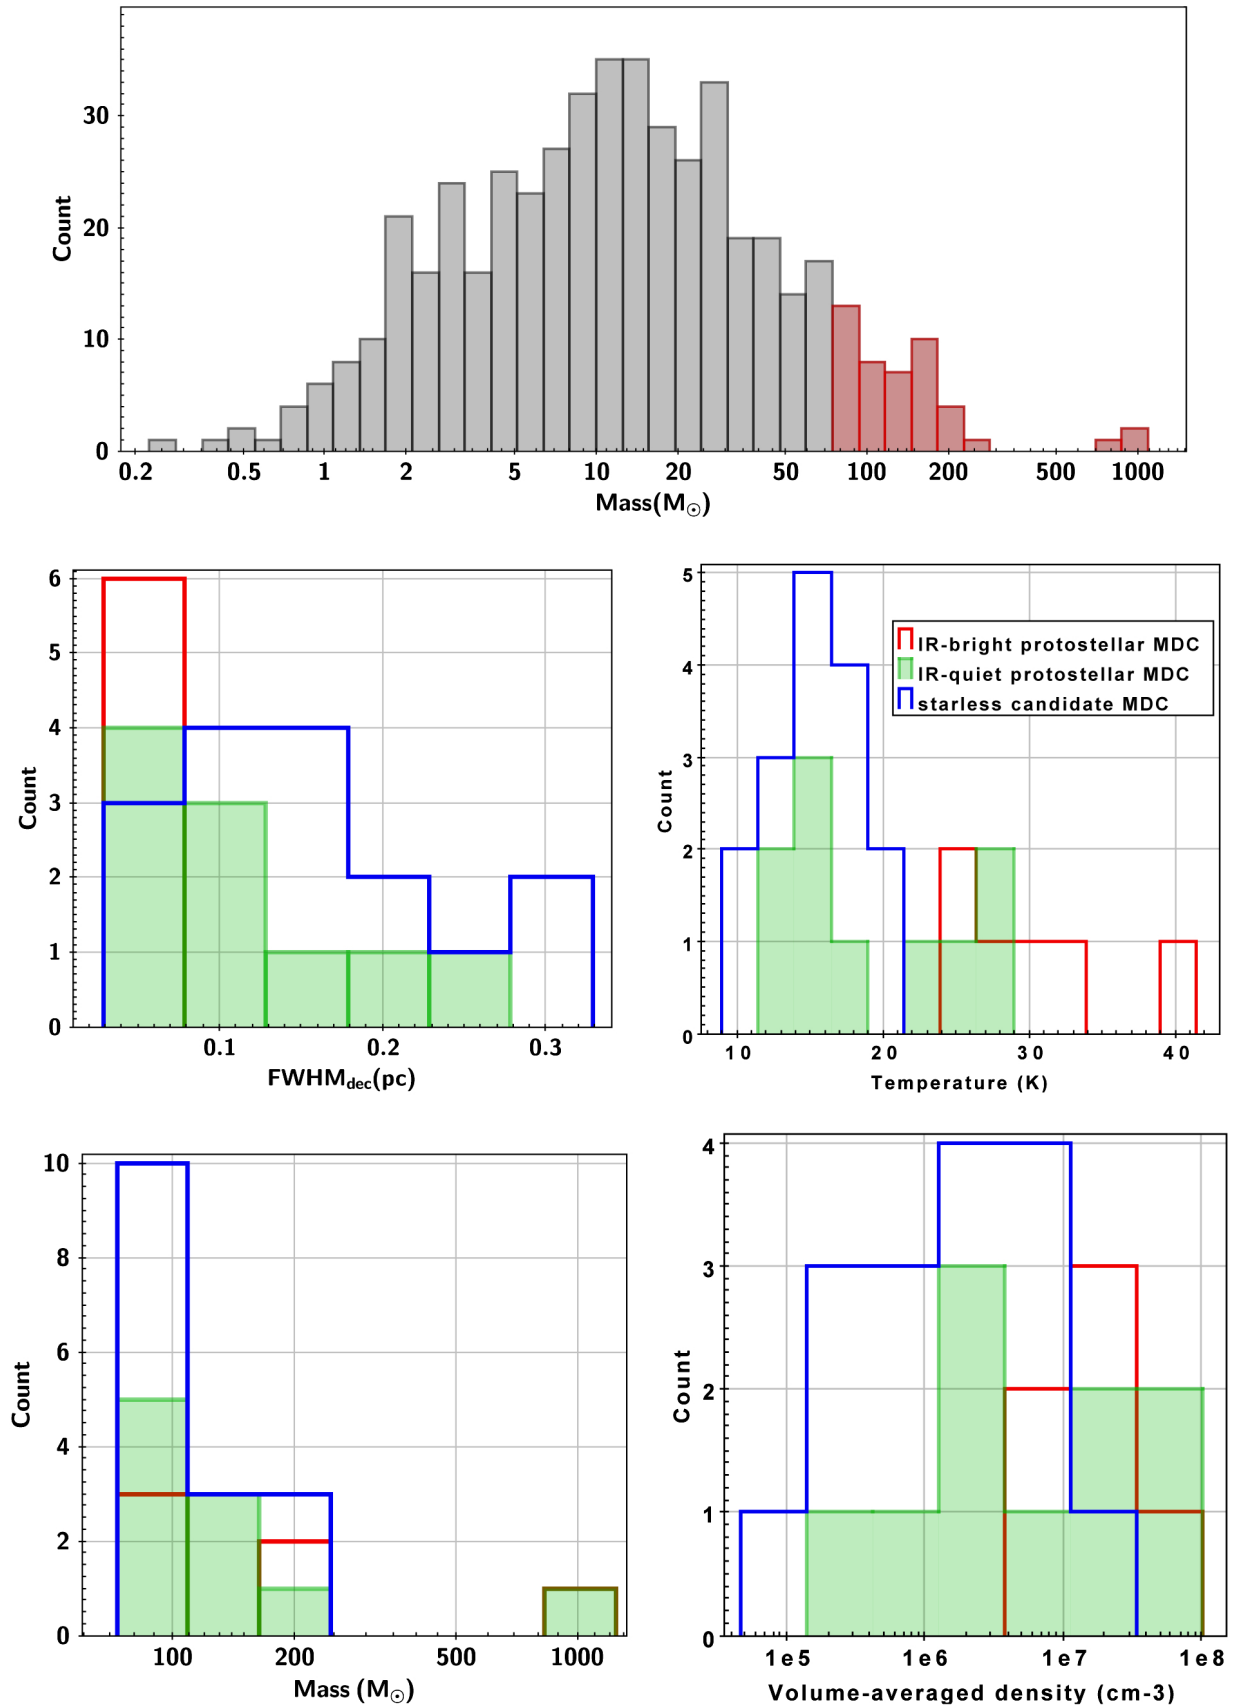 30
20
10
0
Count
0.2 0.5 1 2 5 10 20 50 100 200 500 1000
Mass(M☉)
6
5
4
3
2
1
0
Count
0.1 0.2 0.3
FWHMdec(pc)
5
4
3
2
1
0
Count
IR-bright protostellar MDC
IR-quiet protostellar MDC
starless candidate MDC
10 20 30 40
Temperature (K)
10
8
6
4
2
0
Count
100 200 500 1000
Mass (M☉)
4
3
2
1
0
Count
1e5 1e6 1e7 1e8
Volume-averaged density (cm-3)